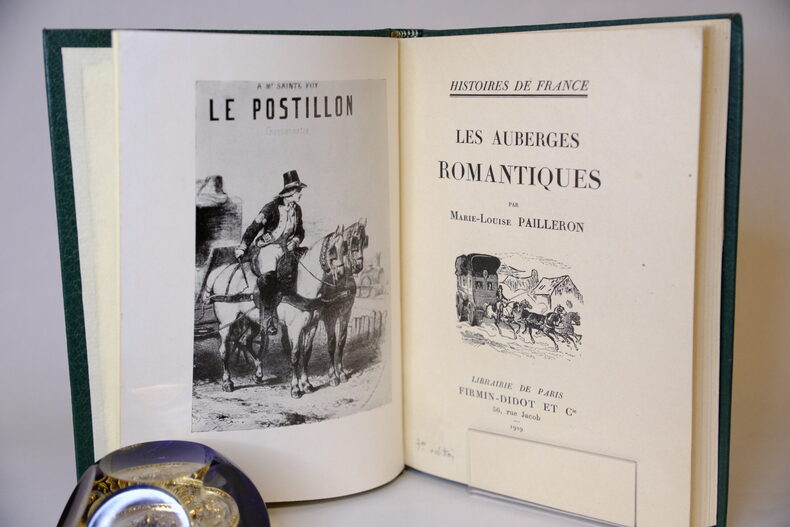 A Mr SAINTE FOY
LE POSTILLON
Chansonnette
HISTOIRES DE FRANCE
LES AUBERGES
ROMANTIQUES
PAR
MARIE-LOUISE PAILLERON
LIBRAIRIE DE PARIS
FIRMIN-DIDOT ET Cie
56, rue Jacob
1929